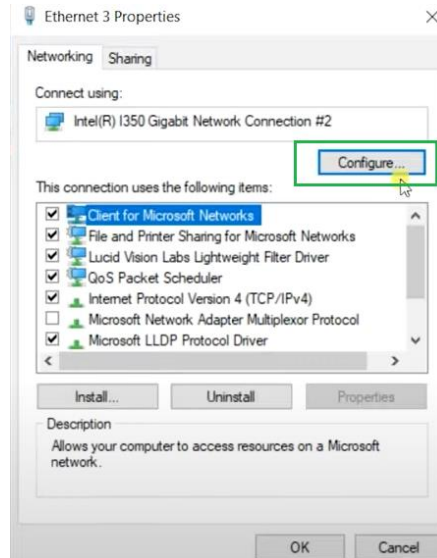 Ethernet 3 Properties
Networking
Sharing
Connect using:
Intel(R) I350 Gigabit Network Connection #2
Configure...
This connection uses the following items:
Client for Microsoft Networks
File and Printer Sharing for Microsoft Networks
Lucid Vision Labs Lightweight Filter Driver
QoS Packet Scheduler
Internet Protocol Version 4 (TCP/IPv4)
Microsoft Network Adapter Multiplexor Protocol
Microsoft LLDP Protocol Driver
Install...
Uninstall
Properties
Description
Allows your computer to access resources on a Microsoft
network.
OK
Cancel